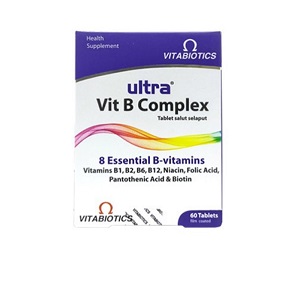 Health
Supplement
VITABIOTICS
ultra®
Vit B Complex
Tablet salut selaput
8 Essential B-vitamins
Vitamins B1, B2, B6, B12, Niacin, Folic Acid,
Pantothenic Acid & Biotin
VITABIOTICS
60 Tablets
film coated